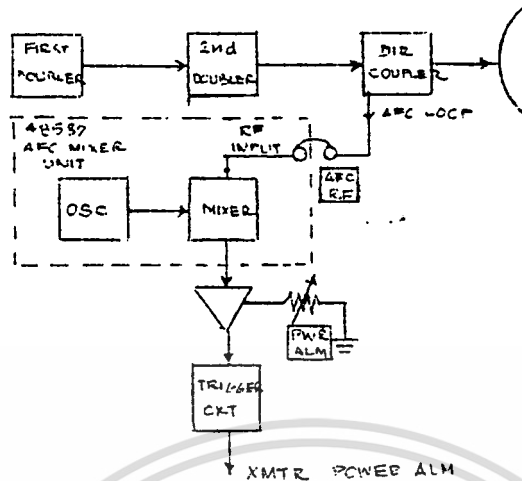 FIRST
DOUBLER
2nd
DOUBLER
DIR
COUPLER
AFC LOOP
48537
AFC MIXER
UNIT
RF
INPUT
OSC.
MIXER
AFC
R.F
PWR
ALM
TRIGGER
CKT
XMTR POWER ALM